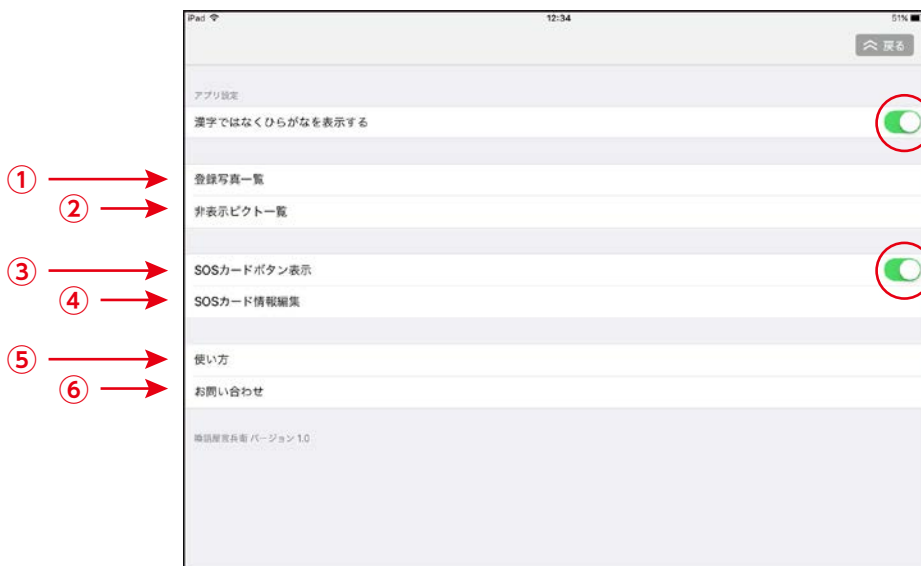 iPad 12:34 51%
戻る
アプリ設定
漢字ではなくひらがなを表示する
① 登録写真一覧
② 非表示ピクト一覧
③ SOSカードボタン表示
④ SOSカード情報編集
⑤ 使い方
⑥ お問い合わせ
バージョン 1.0